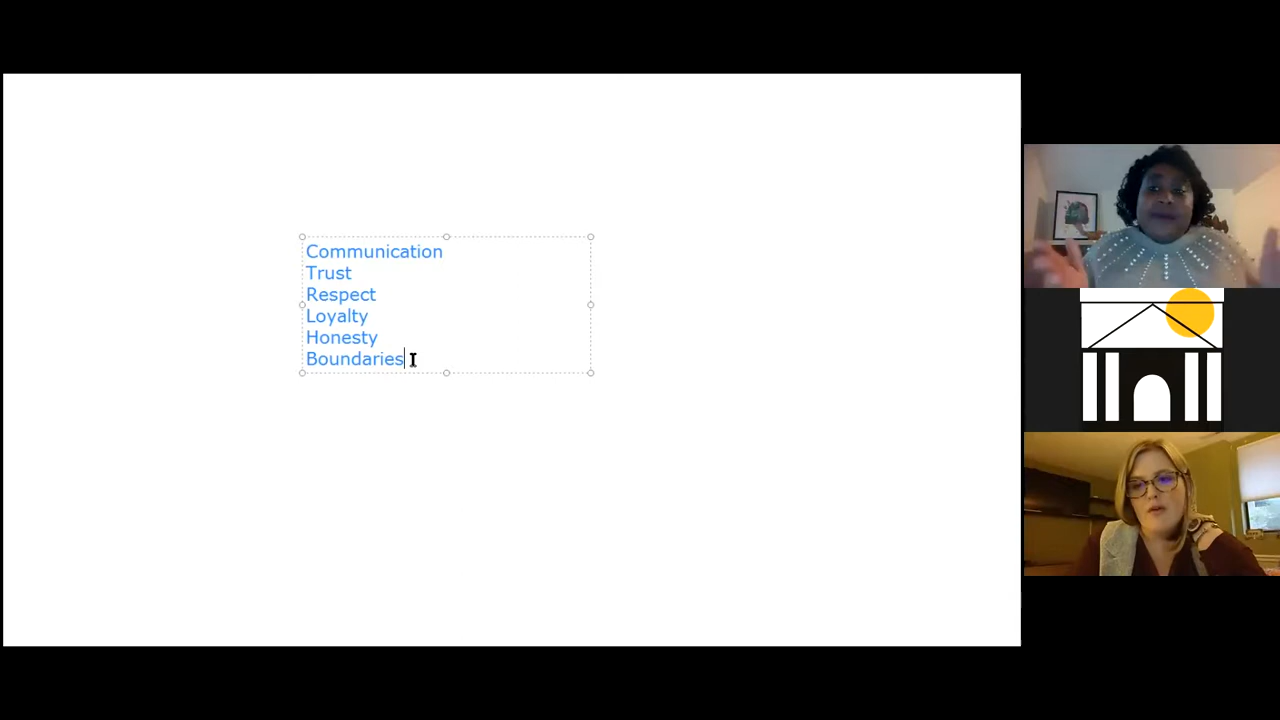 Communication
Trust
Respect
Loyalty
Honesty
Boundaries